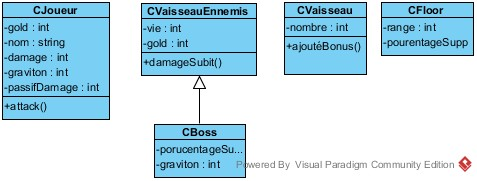 CJoueur
-gold : int
-nom : string
-damage : int
-graviton : int
-passifDamage : int
+attack()
CVaisseauEnnemis
-vie : int
-gold : int
+damageSubit()
CVaisseau
-nombre : int
+ajoutéBonus()
CFloor
-range : int
-pourentageSupp
CBoss
-porucentageSu...
-graviton : int
Powered By Visual Paradigm Community Edition